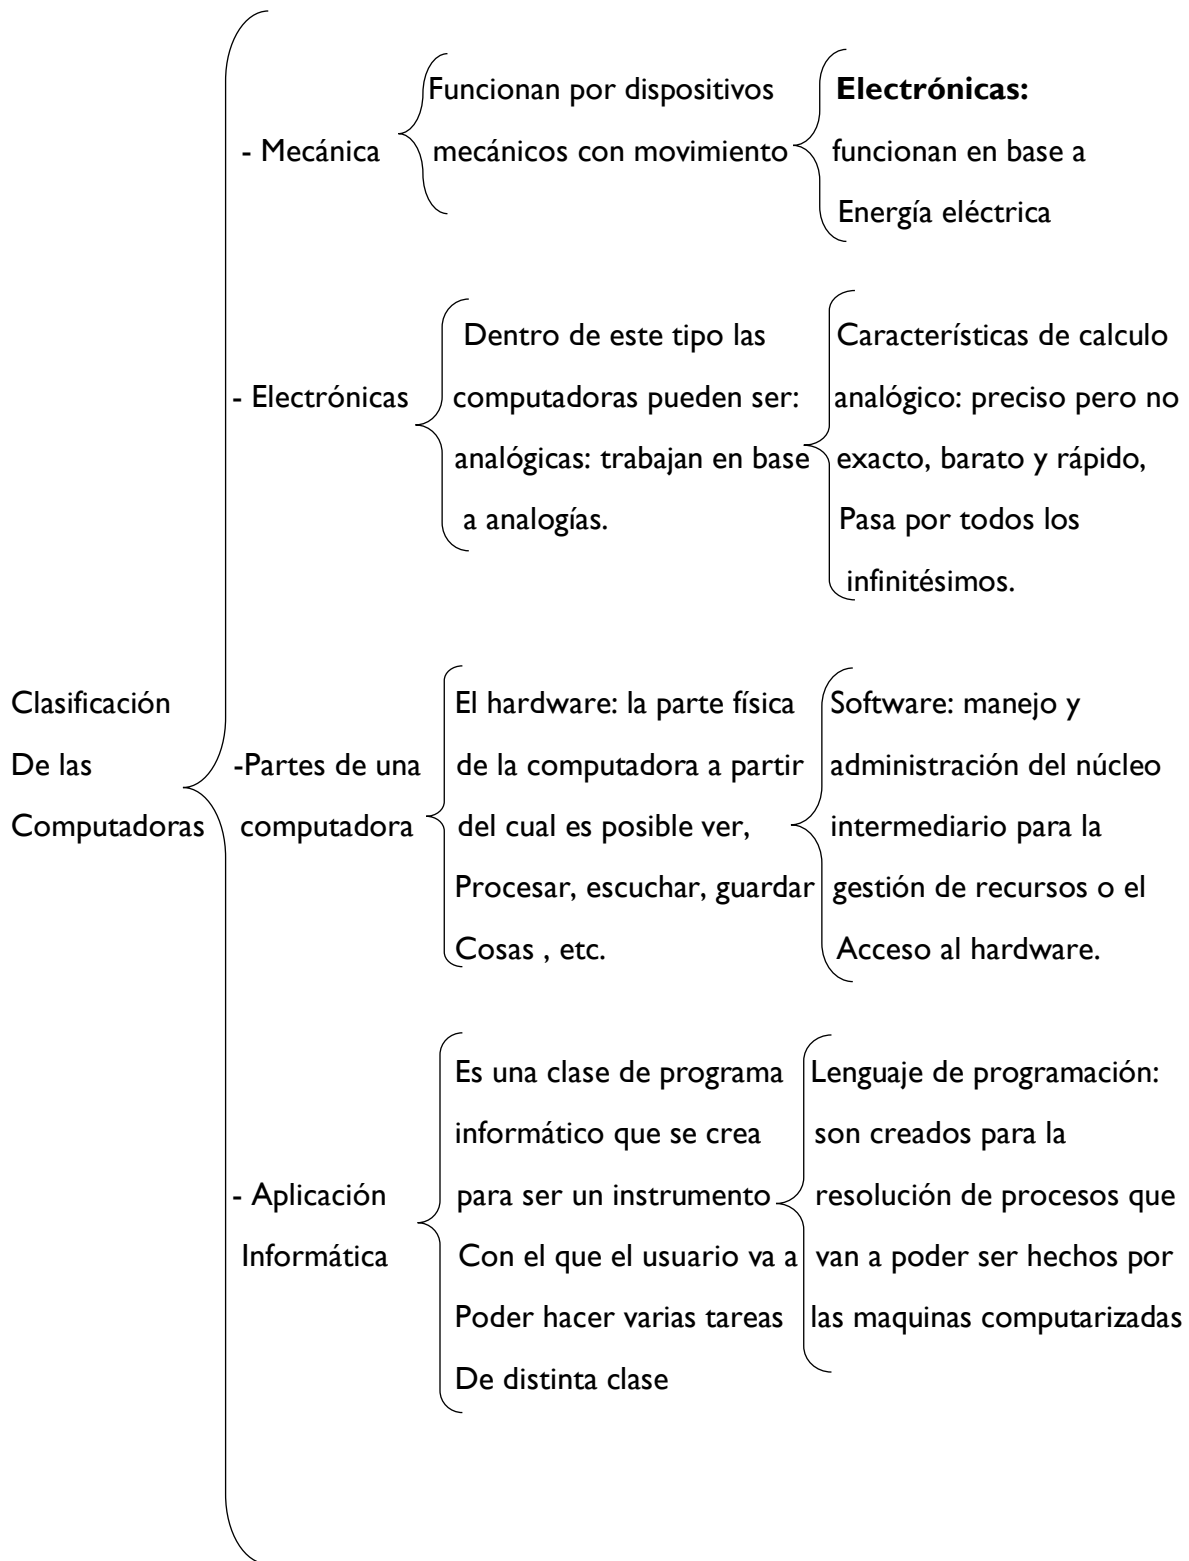 Funcionan por dispositivos
- Mecánica
mecánicos con movimiento
Electrónicas:
funcionan en base a
Energía eléctrica
- Electrónicas
Dentro de este tipo las
computadoras pueden ser:
analógicas: trabajan en base
a analogías.
Características de calculo
analógico: preciso pero no
exacto, barato y rápido,
Pasa por todos los
infinitésimos.
Clasificación
De las
Computadoras
-Partes de una
computadora
El hardware: la parte física
de la computadora a partir
del cual es posible ver,
Procesar, escuchar, guardar
Cosas , etc.
Software: manejo y
administración del núcleo
intermediario para la
gestión de recursos o el
Acceso al hardware.
- Aplicación
Informática
Es una clase de programa
informático que se crea
para ser un instrumento
Con el que el usuario va a
Poder hacer varias tareas
De distinta clase
Lenguaje de programación:
son creados para la
resolución de procesos que
van a poder ser hechos por
las maquinas computarizadas